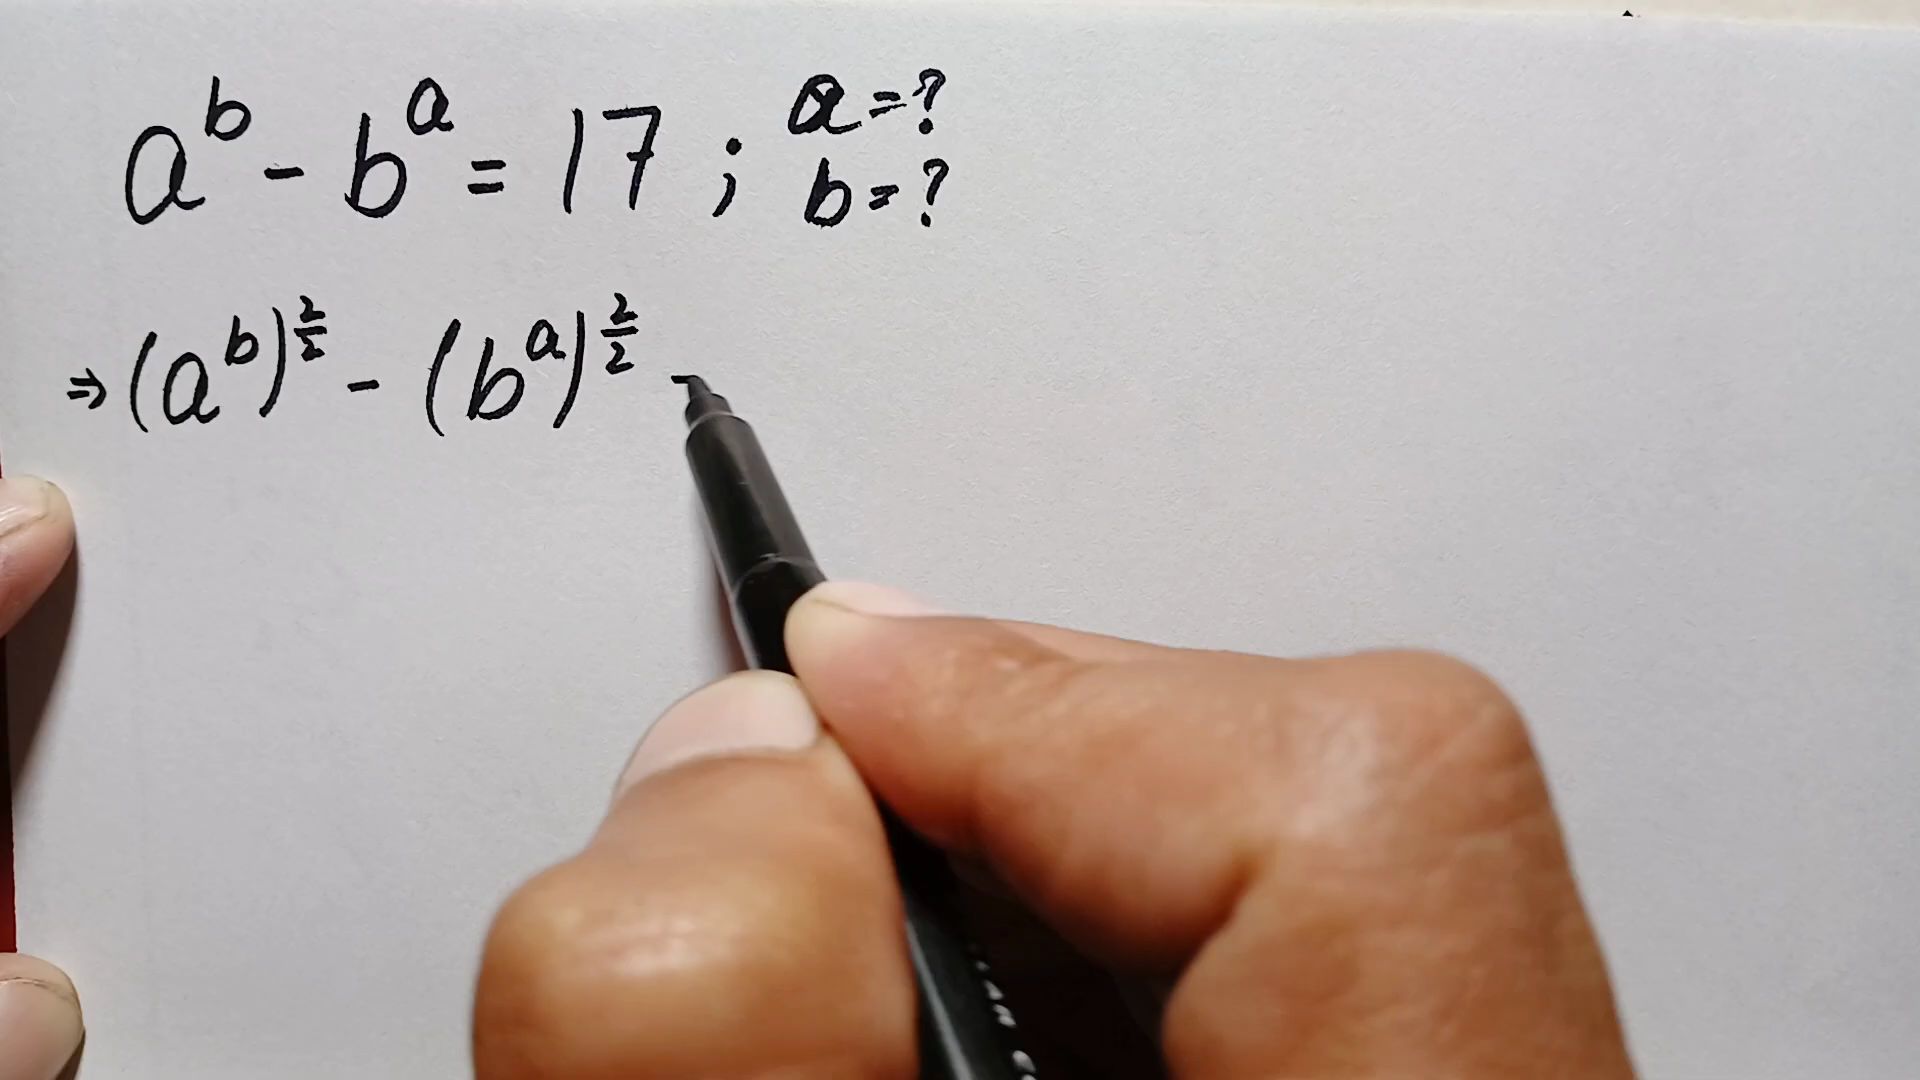 a^b - b^a = 17 ; a = ?
b = ?
⇒ (a^b)^(2/2) - (b^a)^(2/2) -